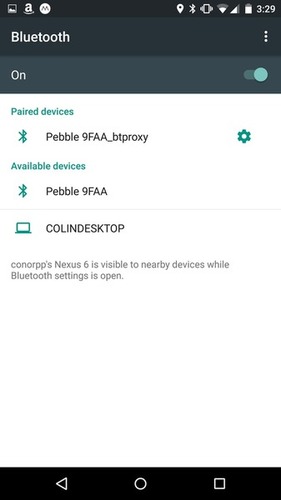 3:29
Bluetooth
On
Paired devices
Pebble 9FAA_btproxy
Available devices
Pebble 9FAA
COLINDESKTOP
conorpp's Nexus 6 is visible to nearby devices while
Bluetooth settings is open.